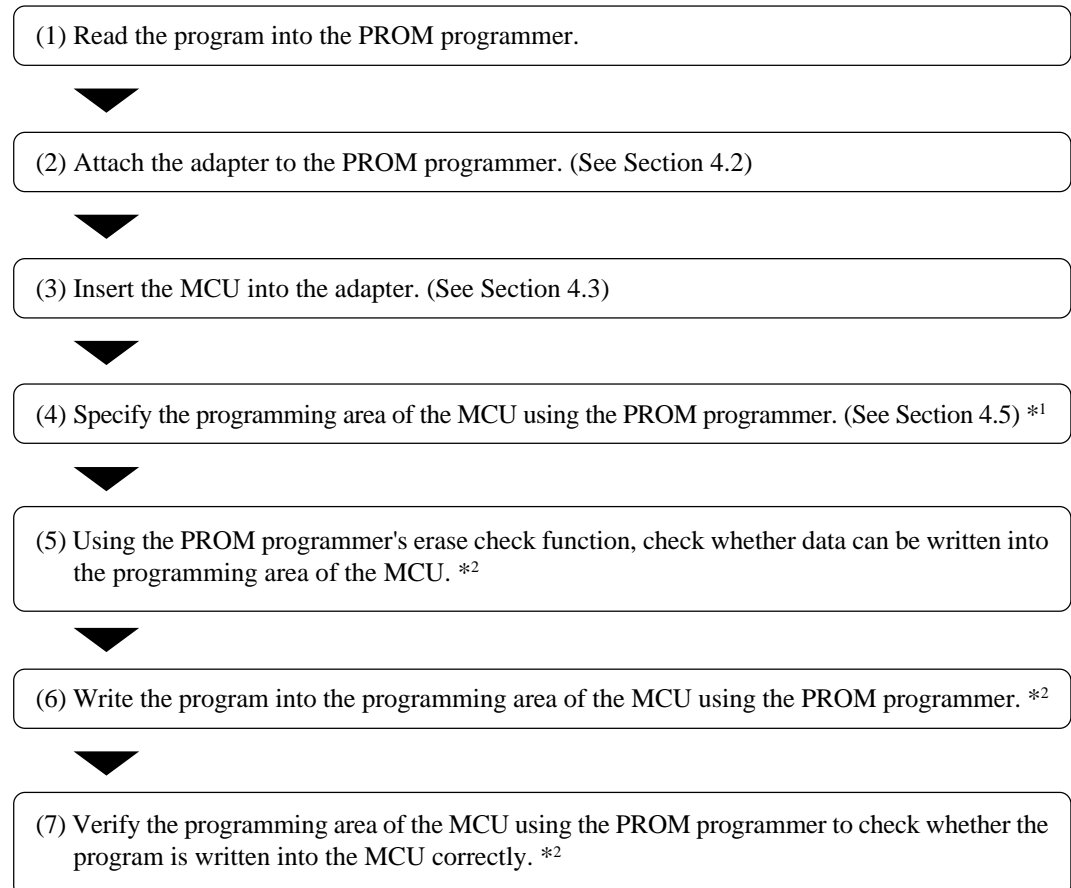 (1) Read the program into the PROM programmer.
(2) Attach the adapter to the PROM programmer. (See Section 4.2)
(3) Insert the MCU into the adapter. (See Section 4.3)
(4) Specify the programming area of the MCU using the PROM programmer. (See Section 4.5) *1
(5) Using the PROM programmer's erase check function, check whether data can be written into
the programming area of the MCU. *2
(6) Write the program into the programming area of the MCU using the PROM programmer. *2
(7) Verify the programming area of the MCU using the PROM programmer to check whether the
program is written into the MCU correctly. *2